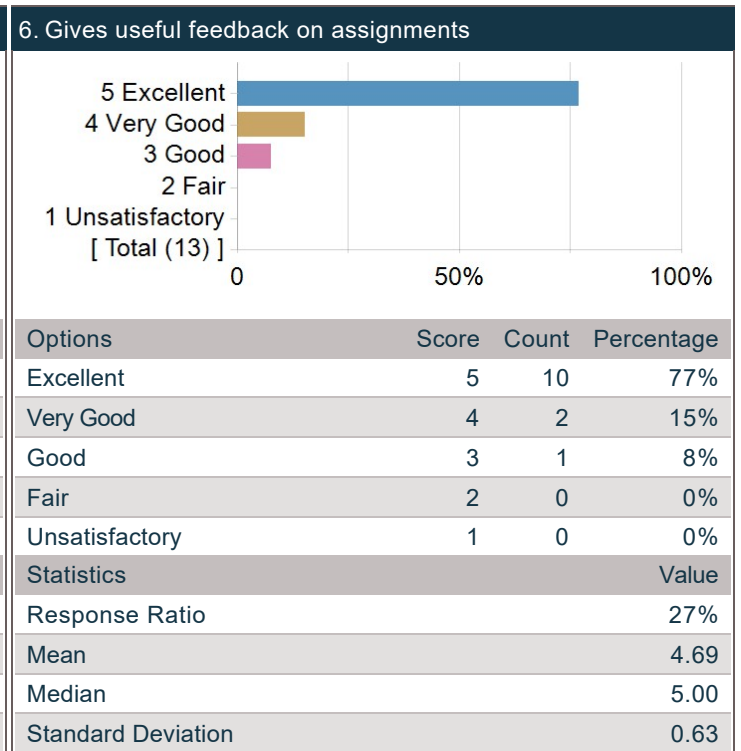 6. Gives useful feedback on assignments
5 Excellent
4 Very Good
3 Good
2 Fair
1 Unsatisfactory
[ Total (13) ]
0 50% 100%
Options Score Count Percentage
Excellent 5 10 77%
Very Good 4 2 15%
Good 3 1 8%
Fair 2 0 0%
Unsatisfactory 1 0 0%
Statistics Value
Response Ratio 27%
Mean 4.69
Median 5.00
Standard Deviation 0.63